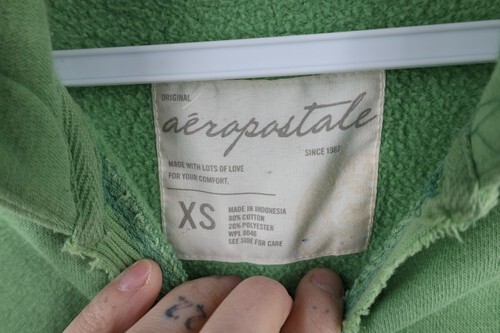 ORIGINAL
aéropostale
SINCE 1987
MADE WITH LOTS OF LOVE
FOR YOUR COMFORT.
XS
MADE IN INDONESIA
80% COTTON
20% POLYESTER
WPL 8046
SEE SIDE FOR CARE